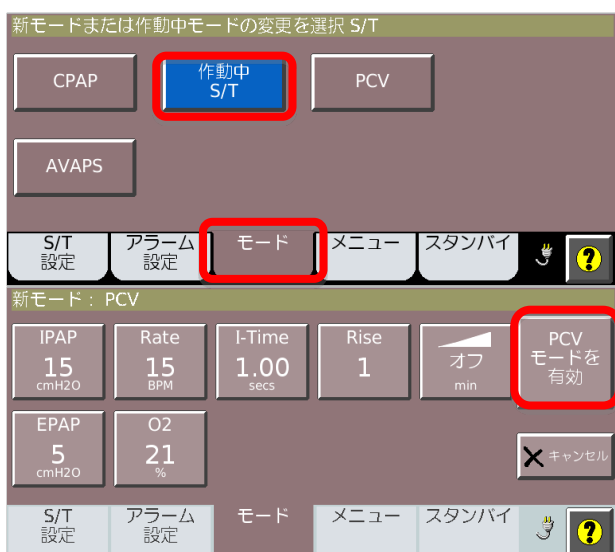 新モードまたは作動中モードの変更を選択 S/T
CPAP
作動中
S/T
PCV
AVAPS
S/T
設定
アラーム
設定
モード
メニュー
スタンバイ
?
新モード： PCV
IPAP
15
cmH2O
Rate
15
BPM
I-Time
1.00
secs
Rise
1
オフ
min
PCV
モードを
有効
EPAP
5
cmH2O
O2
21
%
キャンセル
S/T
設定
アラーム
設定
モード
メニュー
スタンバイ
?